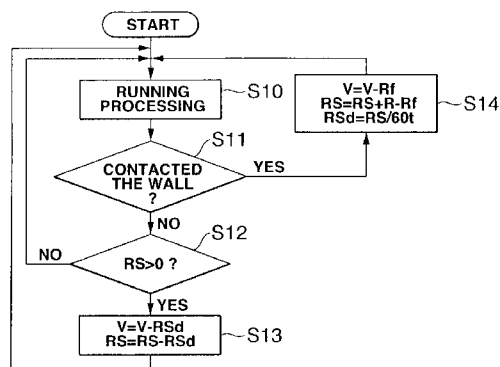 START
RUNNING
PROCESSING
S10
V=V-Rf
RS=RS+R-Rf
RSd=RS/60t
S14
S11
CONTACTED
THE WALL
?
YES
NO
S12
NO
RS>0 ?
YES
V=V-RSd
RS=RS-RSd
S13